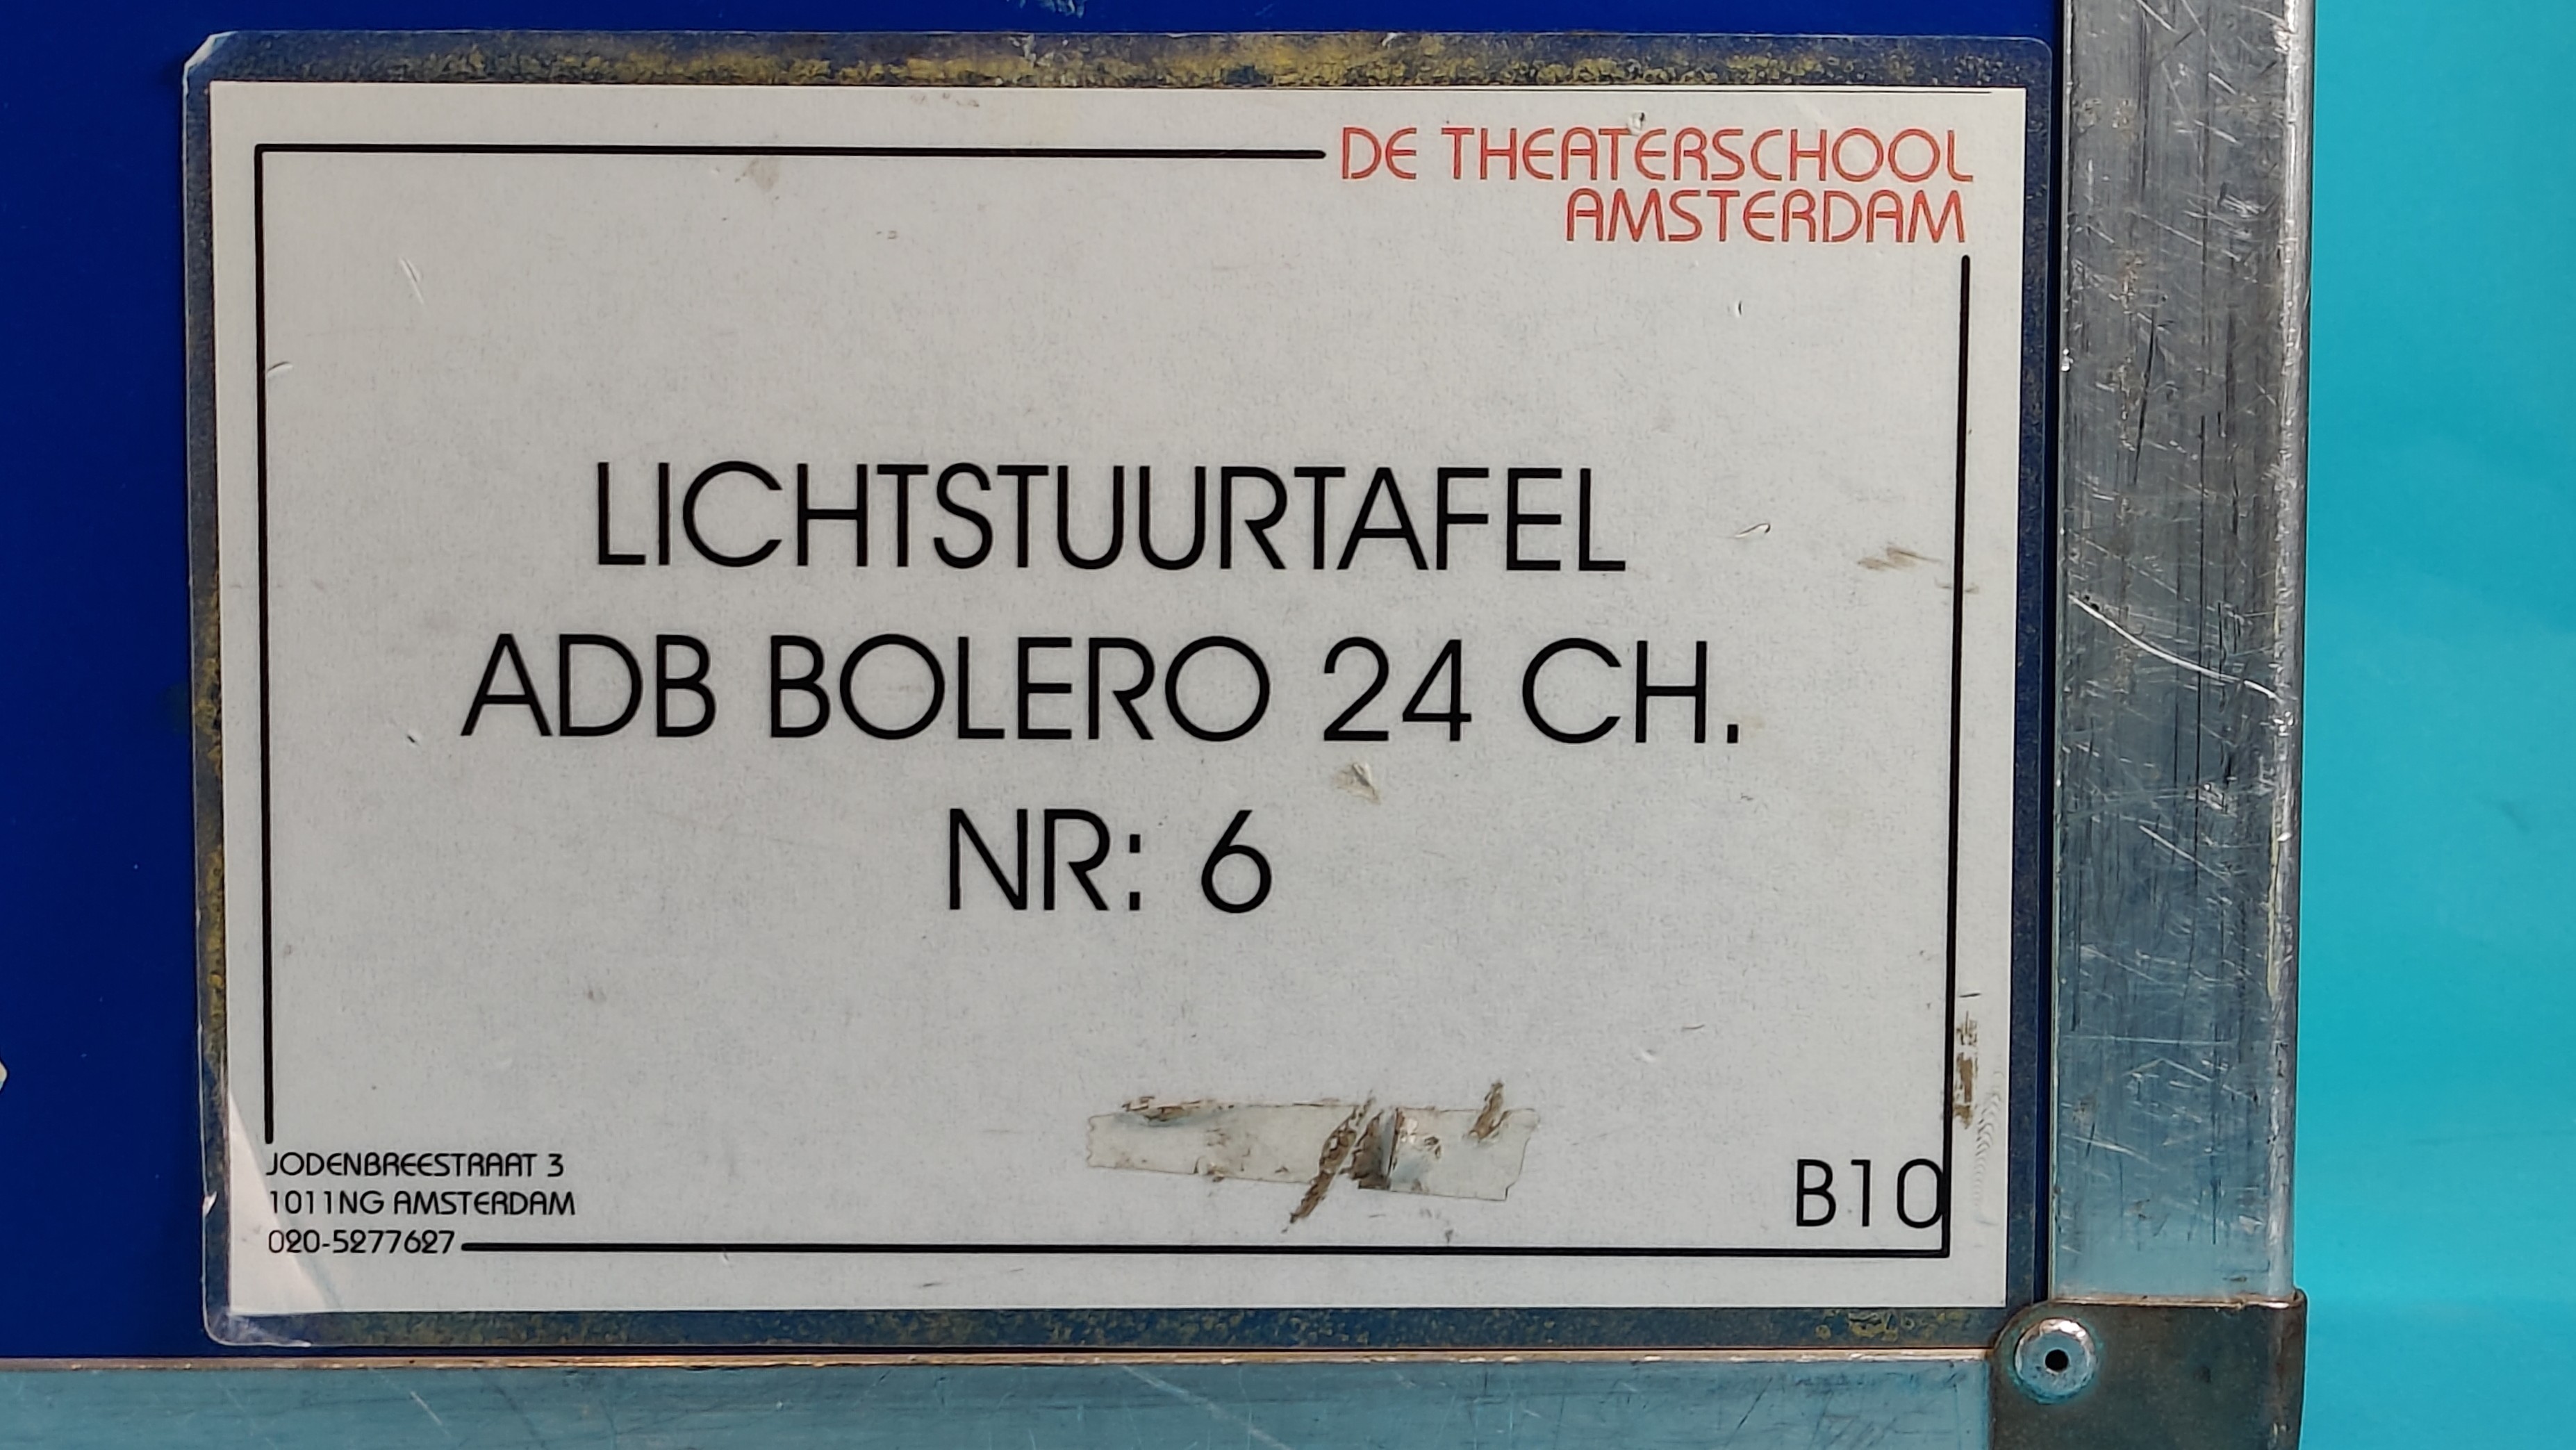 DE THEATERSCHOOL
AMSTERDAM
LICHTSTUURTAFEL
ADB BOLERO 24 CH.
NR: 6
JODENBREESTRAAT 3
1011NG AMSTERDAM
020-5277627
B10